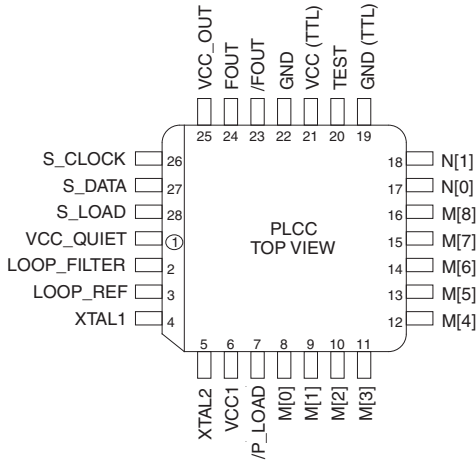 VCC_OUT
FOUT
/FOUT
GND
VCC (TTL)
TEST
GND (TTL)
25 24 23 22 21 20 19
S_CLOCK 26
S_DATA 27
S_LOAD 28
VCC_QUIET 1
LOOP_FILTER 2
LOOP_REF 3
XTAL1 4
PLCC
TOP VIEW
18 N[1]
17 N[0]
16 M[8]
15 M[7]
14 M[6]
13 M[5]
12 M[4]
5 6 7 8 9 10 11
XTAL2
VCC1
/P_LOAD
M[0]
M[1]
M[2]
M[3]